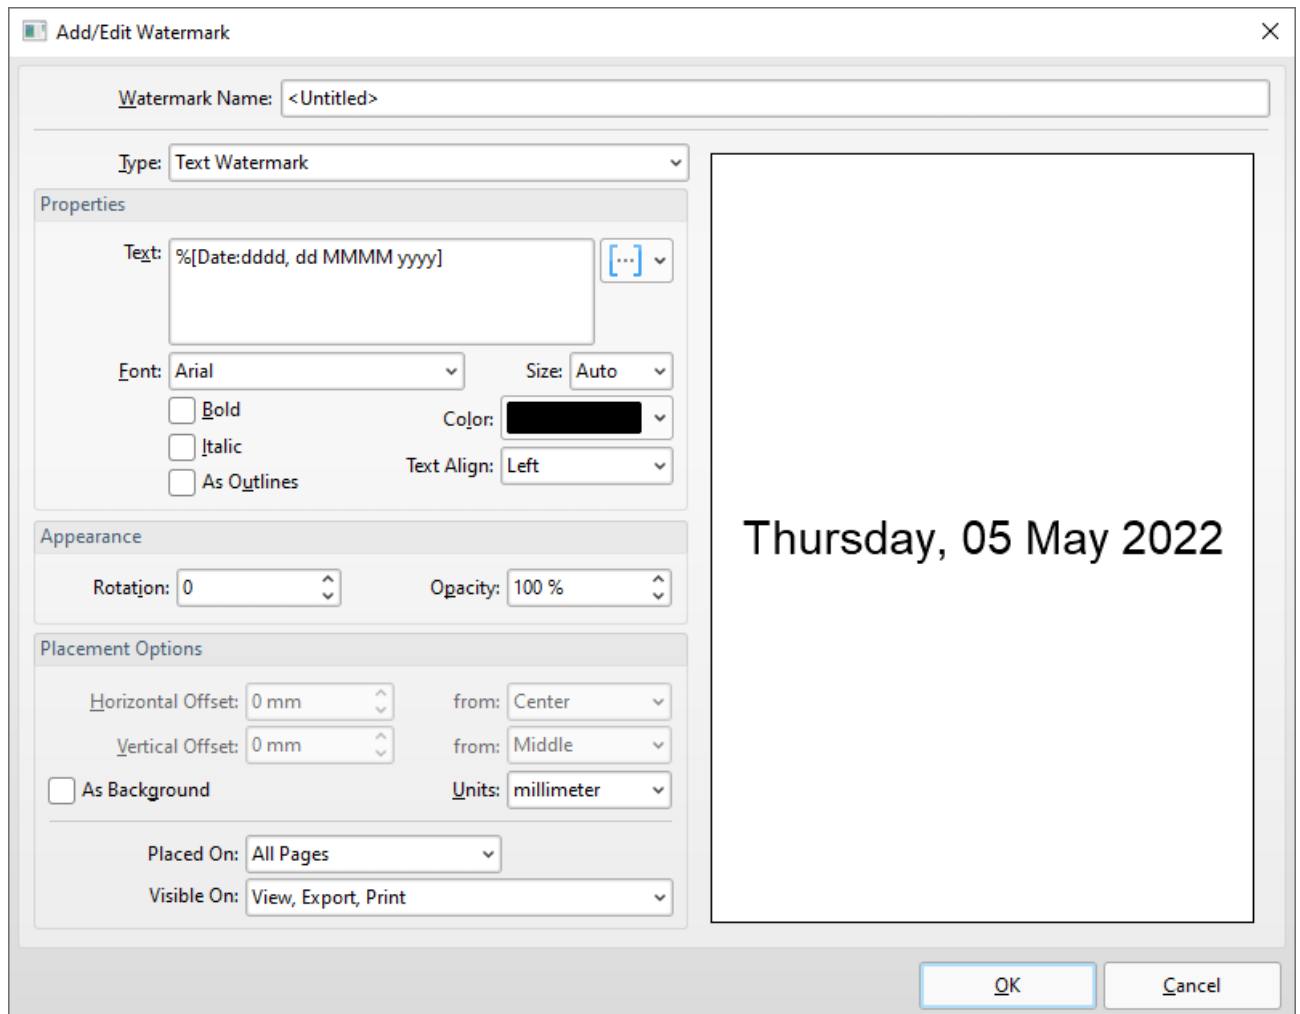 Add/Edit Watermark
Watermark Name: <Untitled>
Type: Text Watermark
Properties
Text: %[Date:dddd, dd MMMM yyyy]
Font: Arial Size: Auto
Bold
Color:
Italic
Text Align: Left
As Outlines
Appearance
Rotation: 0 Opacity: 100 %
Placement Options
Horizontal Offset: 0 mm from: Center
Vertical Offset: 0 mm from: Middle
As Background Units: millimeter
Placed On: All Pages
Visible On: View, Export, Print
Thursday, 05 May 2022
OK Cancel